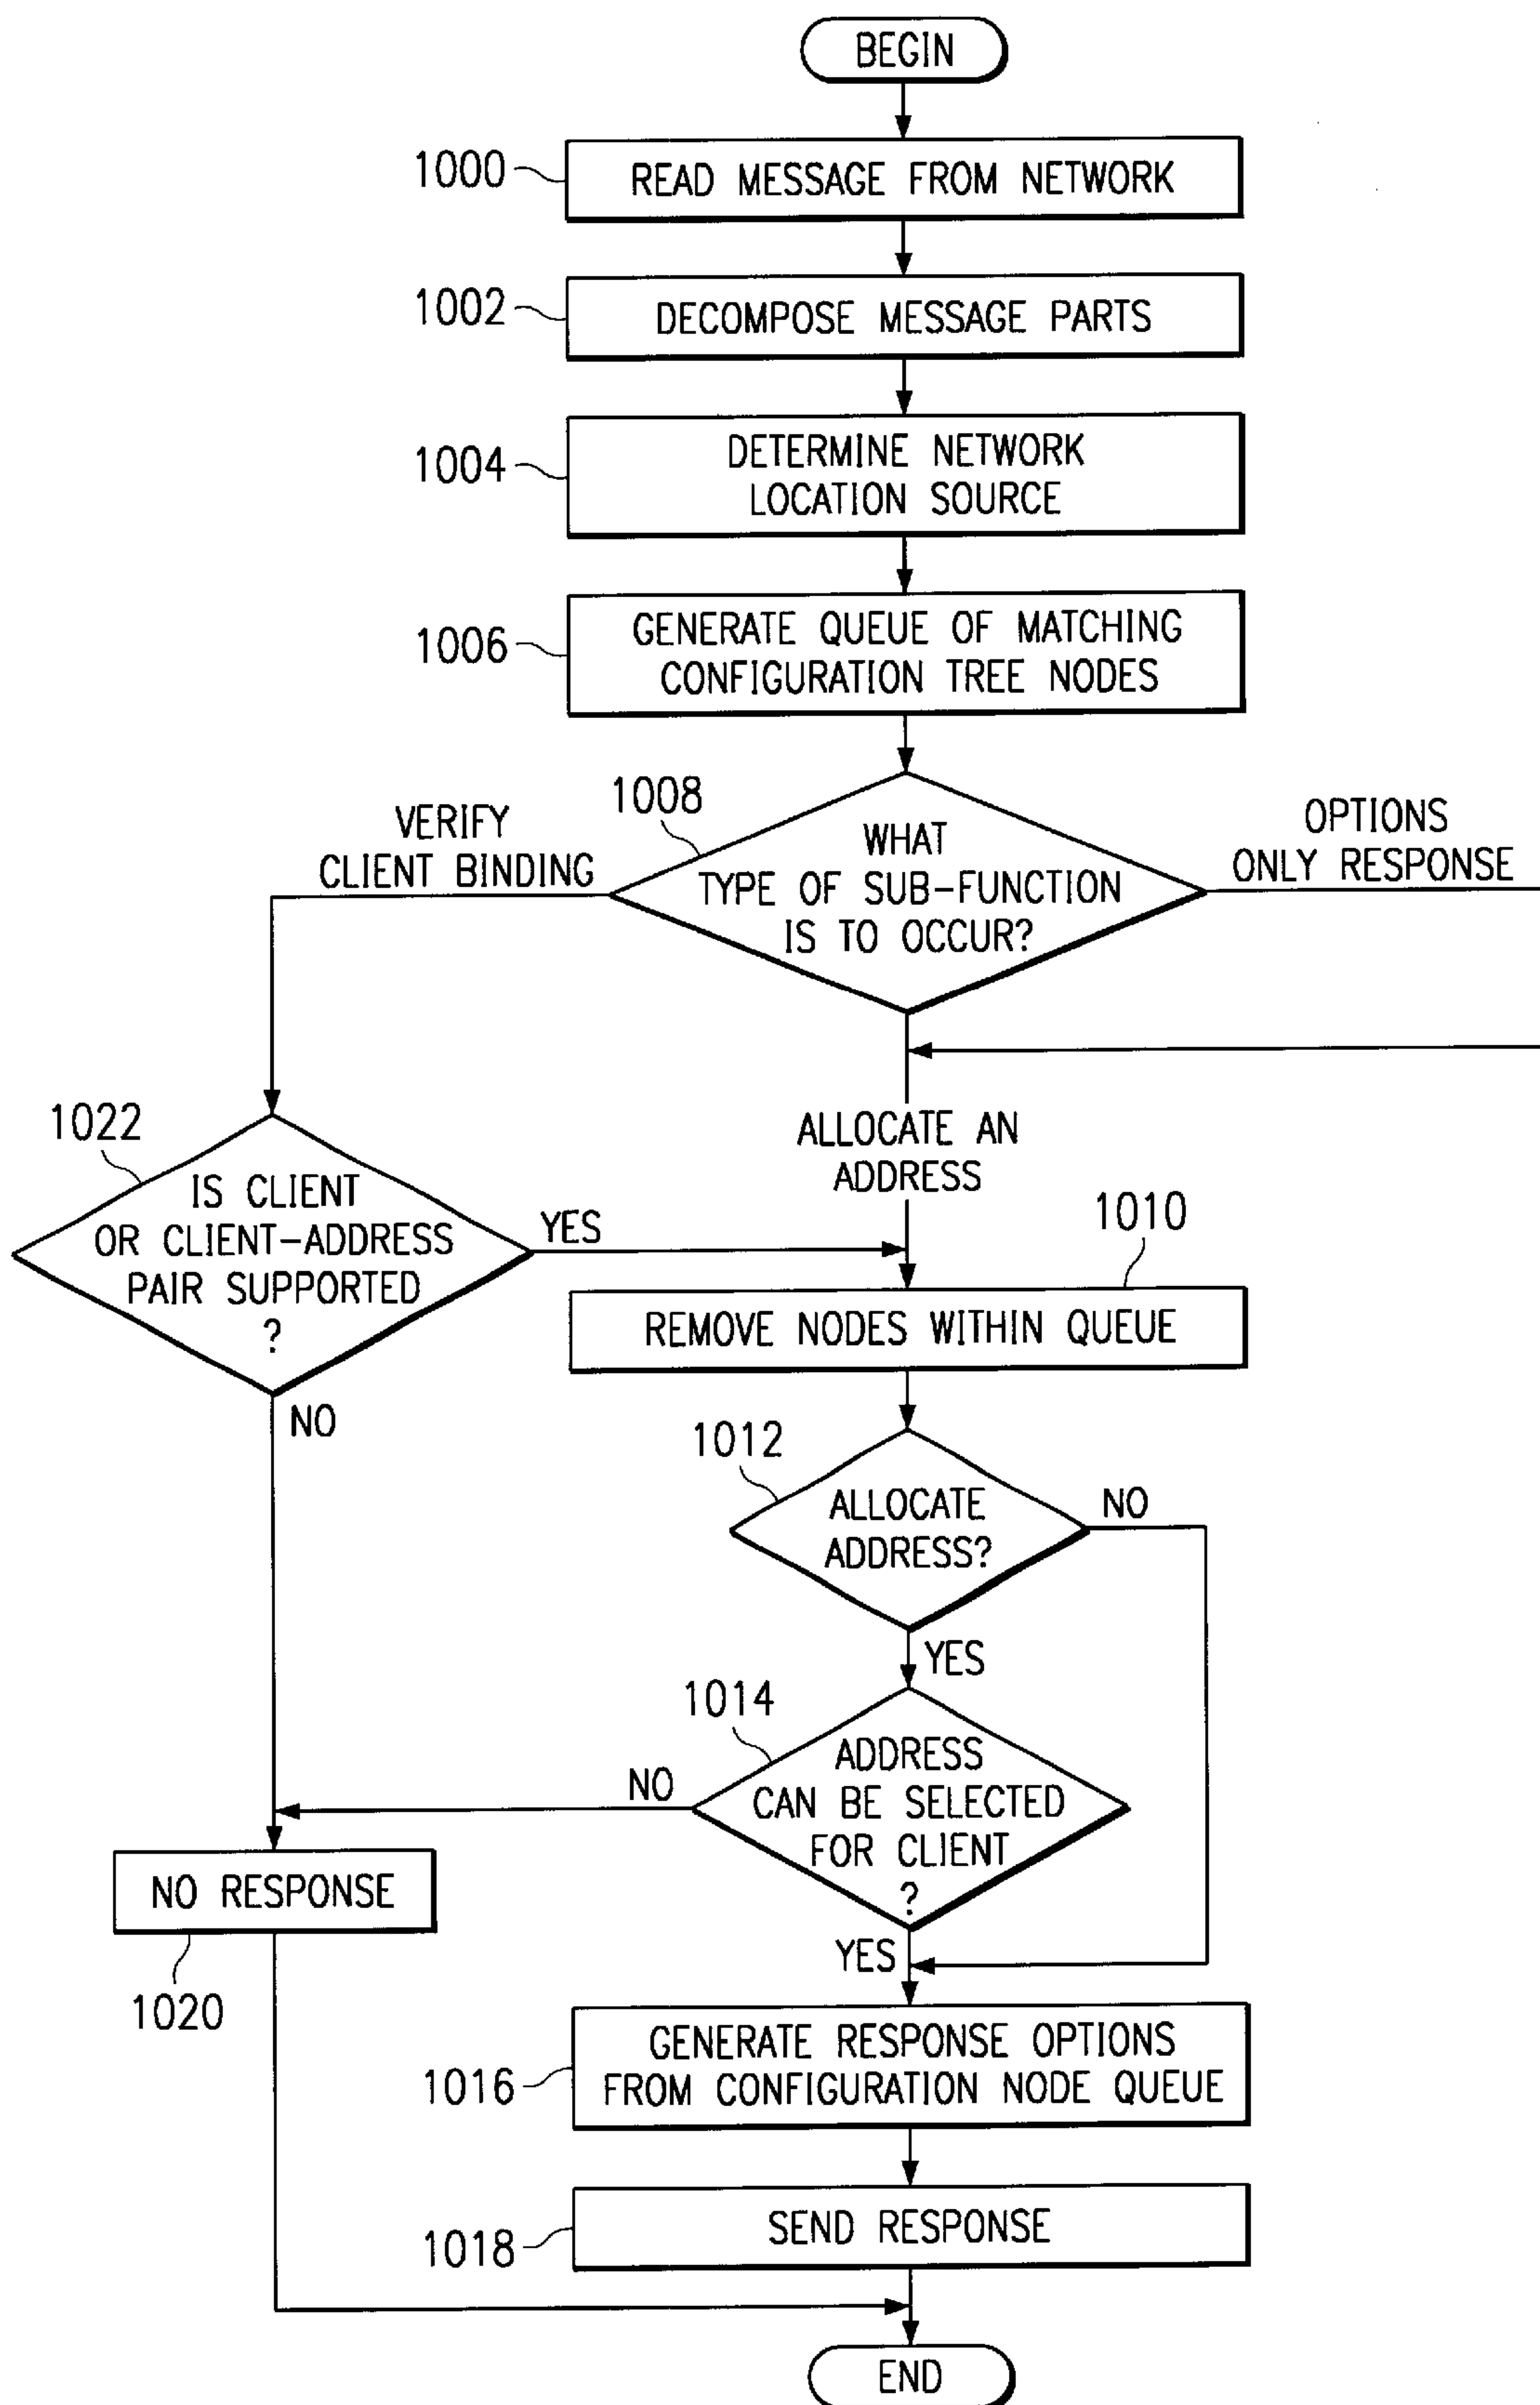 BEGIN
1000
READ MESSAGE FROM NETWORK
1002
DECOMPOSE MESSAGE PARTS
1004
DETERMINE NETWORK
LOCATION SOURCE
1006
GENERATE QUEUE OF MATCHING
CONFIGURATION TREE NODES
1008
VERIFY
CLIENT BINDING
WHAT
TYPE OF SUB-FUNCTION
IS TO OCCUR?
OPTIONS
ONLY RESPONSE
1022
IS CLIENT
OR CLIENT-ADDRESS
PAIR SUPPORTED
?
YES
NO
ALLOCATE AN
ADDRESS
1010
REMOVE NODES WITHIN QUEUE
1012
ALLOCATE
ADDRESS?
NO
YES
1014
ADDRESS
CAN BE SELECTED
FOR CLIENT
?
NO
YES
NO RESPONSE
1020
1016
GENERATE RESPONSE OPTIONS
FROM CONFIGURATION NODE QUEUE
1018
SEND RESPONSE
END